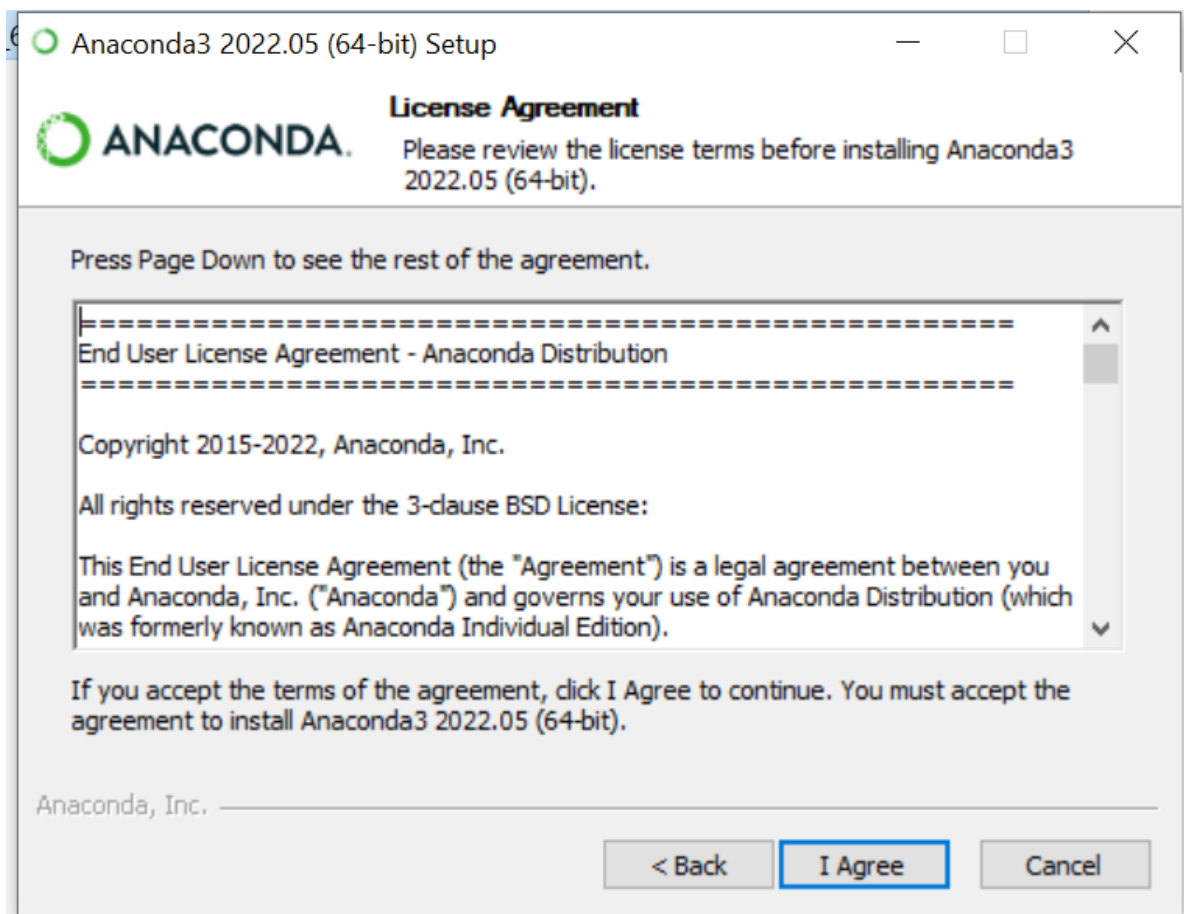 Anaconda3 2022.05 (64-bit) Setup
ANACONDA.
License Agreement
Please review the license terms before installing Anaconda3
2022.05 (64-bit).
Press Page Down to see the rest of the agreement.
==================================================
End User License Agreement - Anaconda Distribution
==================================================
Copyright 2015-2022, Anaconda, Inc.
All rights reserved under the 3-clause BSD License:
This End User License Agreement (the "Agreement") is a legal agreement between you
and Anaconda, Inc. ("Anaconda") and governs your use of Anaconda Distribution (which
was formerly known as Anaconda Individual Edition).
If you accept the terms of the agreement, click I Agree to continue. You must accept the
agreement to install Anaconda3 2022.05 (64-bit).
Anaconda, Inc.
< Back
I Agree
Cancel